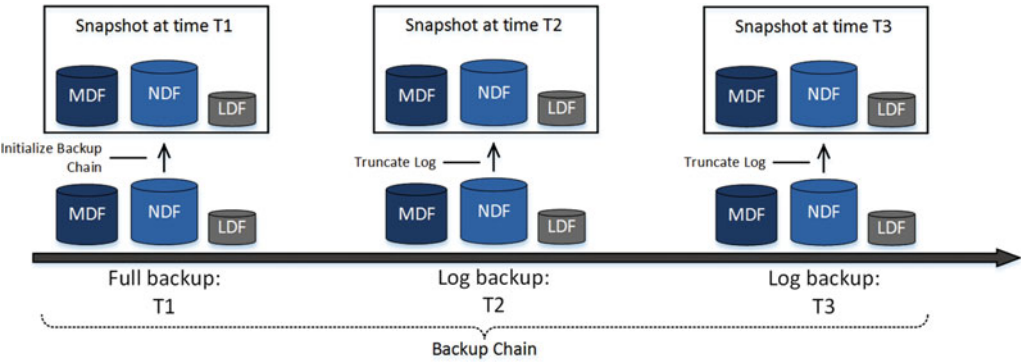 Snapshot at time T1
MDF
NDF
LDF
Initialize Backup
Chain
MDF
NDF
LDF
Full backup:
T1
Snapshot at time T2
MDF
NDF
LDF
Truncate Log
MDF
NDF
LDF
Log backup:
T2
Snapshot at time T3
MDF
NDF
LDF
Truncate Log
MDF
NDF
LDF
Log backup:
T3
Backup Chain